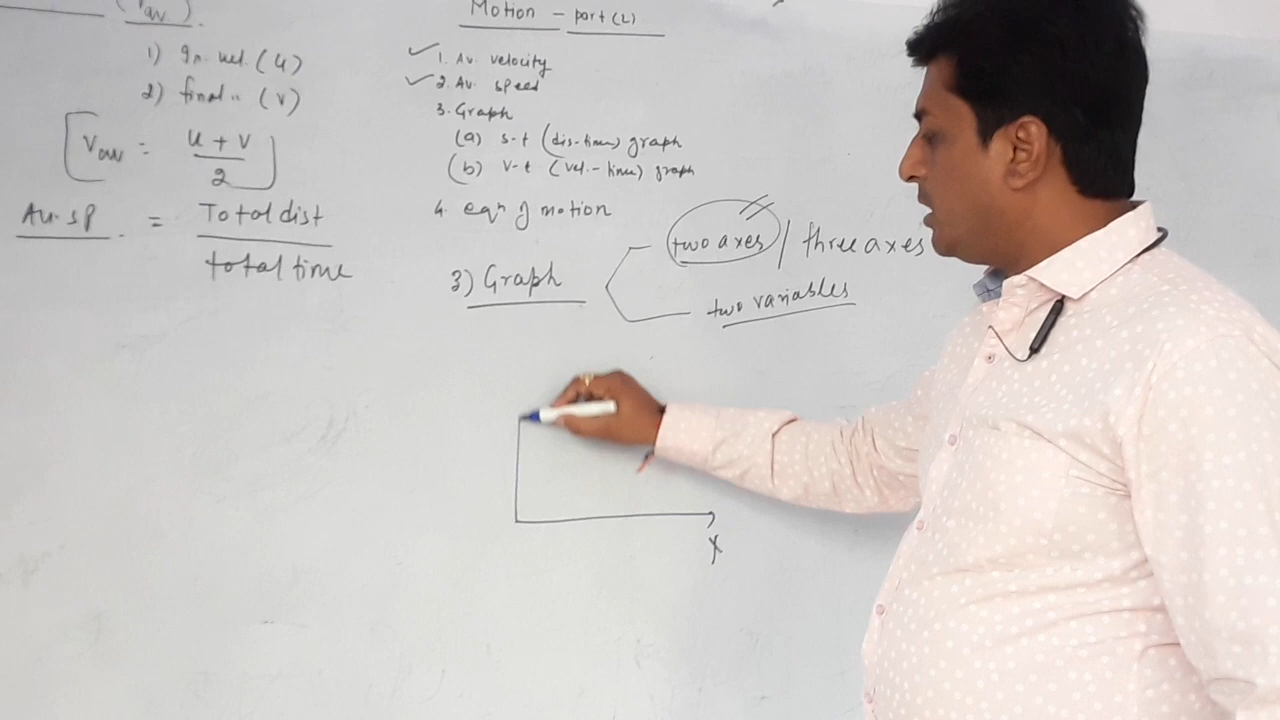 (Vav).
1) In. vel. (u)
2) final " (v)
Vav = u + v
2
Av. sp. = Total dist
total time
Motion - part (2)
1. Av. velocity
2. Av. speed
3. Graph
(a) s-t (dis-time) graph
(b) v-t (vel.-time) graph
4. eqn of motion
3) Graph
two axes / three axes
two variables
X